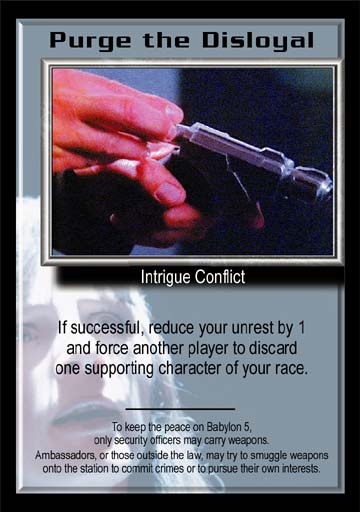 Purge the Disloyal
Intrigue Conflict
If successful, reduce your unrest by 1
and force another player to discard
one supporting character of your race.
To keep the peace on Babylon 5,
only security officers may carry weapons.
Ambassadors, or those outside the law, may try to smuggle weapons
onto the station to commit crimes or to pursue their own interests.